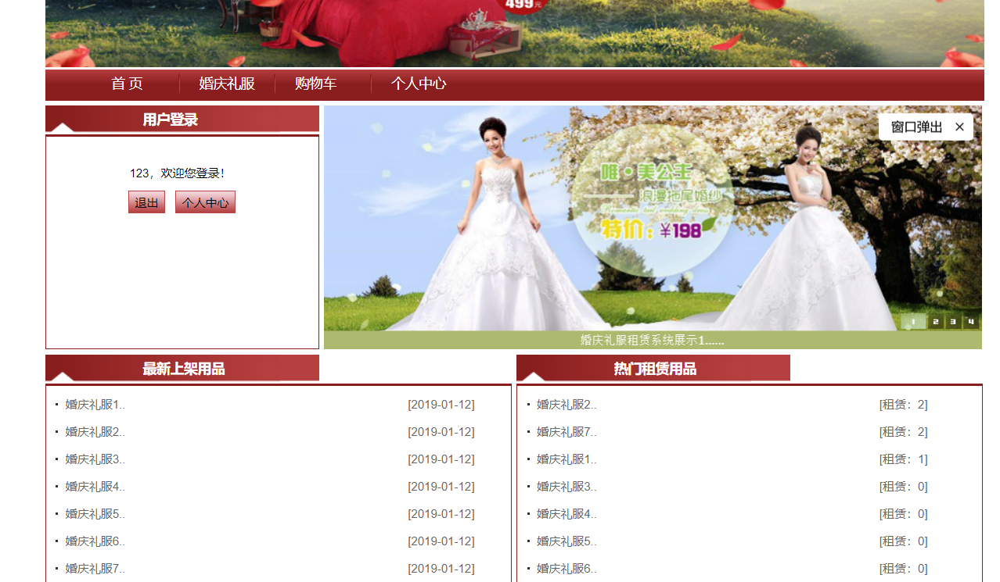 499元
首 页
婚庆礼服
购物车
个人中心
用户登录
123，欢迎您登录！
退出
个人中心
窗口弹出 ×
唯·美公主
浪漫拖尾婚纱
Romantic tail wedding dress
特价：¥198
1 2 3 4
婚庆礼服租赁系统展示1......
最新上架用品
婚庆礼服1.. [2019-01-12]
婚庆礼服2.. [2019-01-12]
婚庆礼服3.. [2019-01-12]
婚庆礼服4.. [2019-01-12]
婚庆礼服5.. [2019-01-12]
婚庆礼服6.. [2019-01-12]
婚庆礼服7.. [2019-01-12]
热门租赁用品
婚庆礼服2.. [租赁：2]
婚庆礼服7.. [租赁：2]
婚庆礼服1.. [租赁：1]
婚庆礼服3.. [租赁：0]
婚庆礼服4.. [租赁：0]
婚庆礼服5.. [租赁：0]
婚庆礼服6.. [租赁：0]